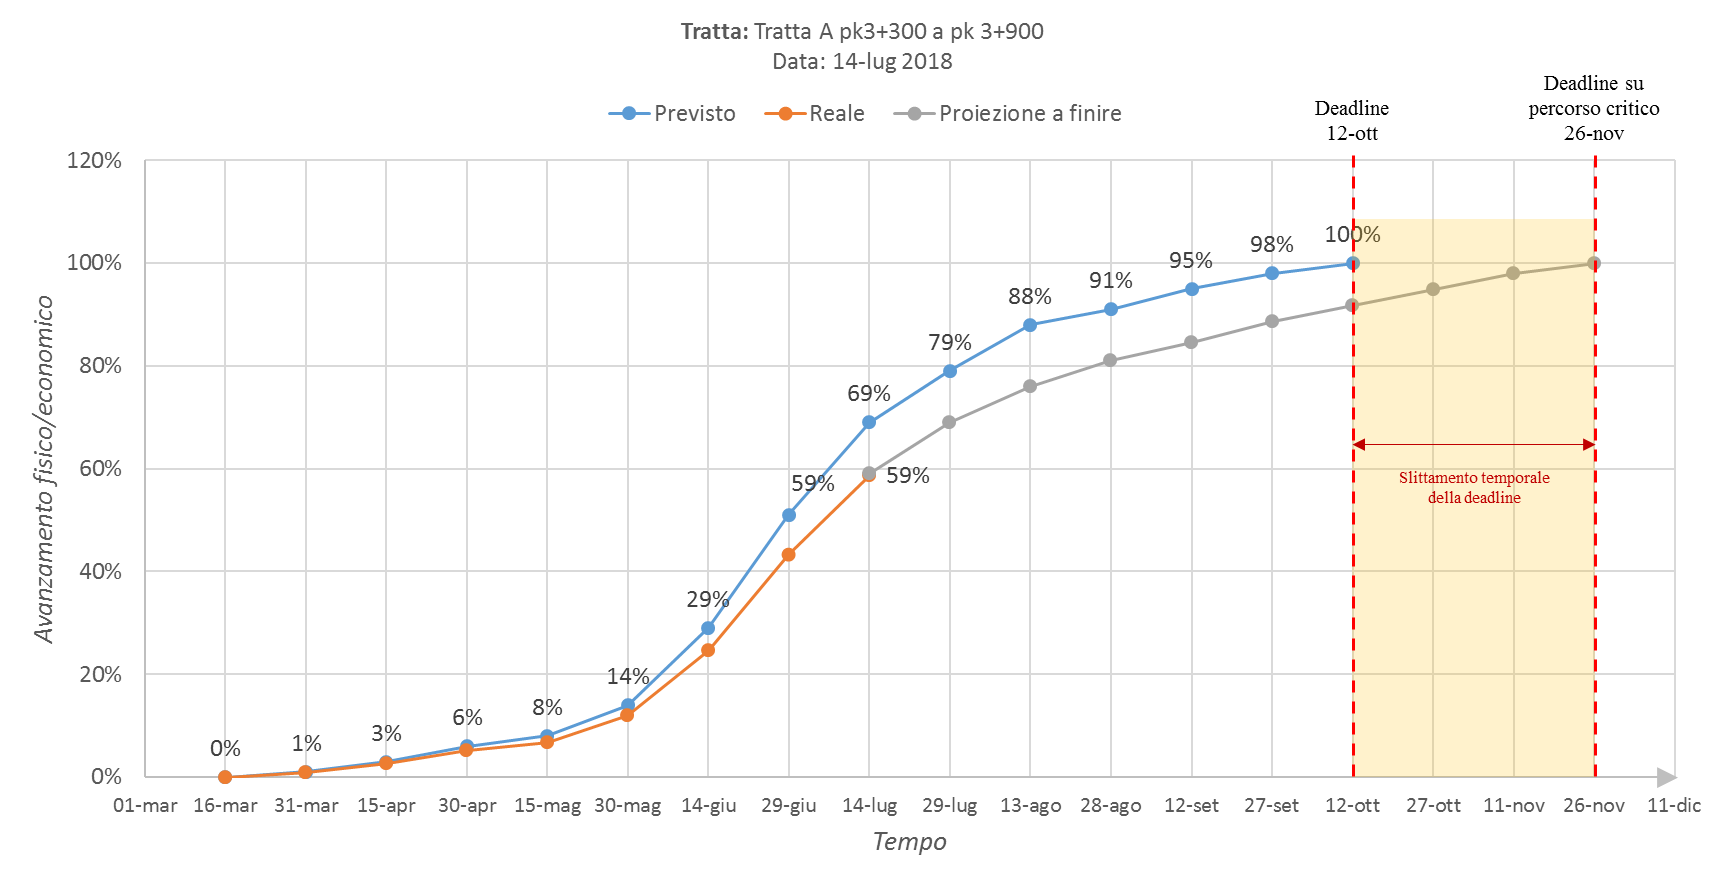 Tratta: Tratta A pk3+300 a pk 3+900
Data: 14-lug 2018
Previsto
Reale
Proiezione a finire
Deadline
12-ott
Deadline su
percorso critico
26-nov
120%
100%
80%
60%
40%
20%
0%
Avanzamento fisico/economico
0%
1%
3%
6%
8%
14%
29%
59%
69%
59%
79%
88%
91%
95%
98%
100%
Slittamento temporale
della deadline
01-mar
16-mar
31-mar
15-apr
30-apr
15-mag
30-mag
14-giu
29-giu
14-lug
29-lug
13-ago
28-ago
12-set
27-set
12-ott
27-ott
11-nov
26-nov
11-dic
Tempo